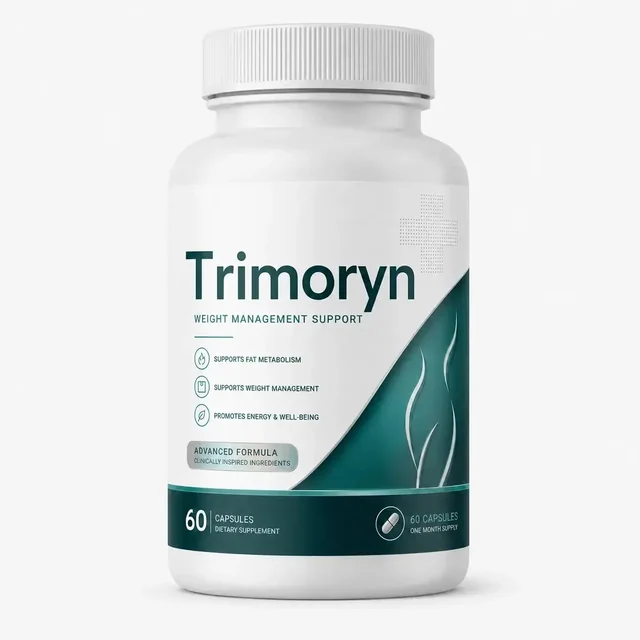 Trimoryn
WEIGHT MANAGEMENT SUPPORT
SUPPORTS FAT METABOLISM
SUPPORTS WEIGHT MANAGEMENT
PROMOTES ENERGY & WELL-BEING
ADVANCED FORMULA
CLINICALLY INSPIRED INGREDIENTS
60 CAPSULES
DIETARY SUPPLEMENT
60 CAPSULES
ONE MONTH SUPPLY